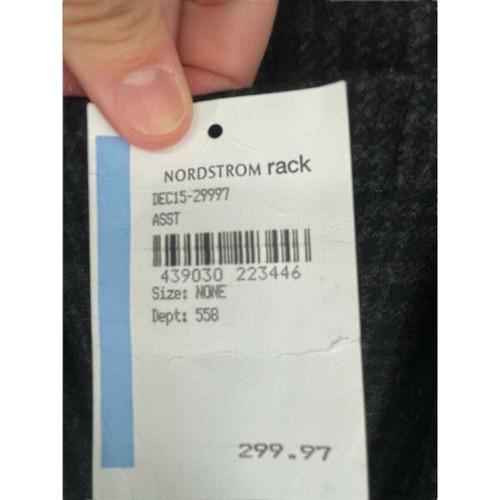 NORDSTROM rack
DEC15-29997
ASST
439030 223446
Size: NONE
Dept: 558
299.97